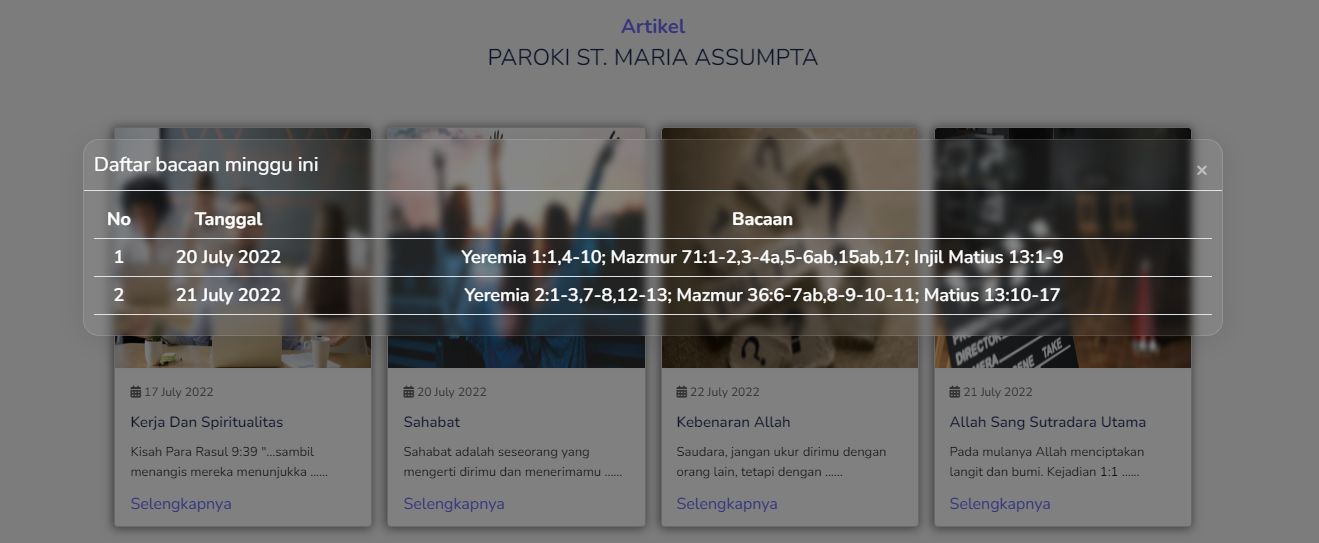 Artikel
PAROKI ST. MARIA ASSUMPTA
Daftar bacaan minggu ini
×
No Tanggal Bacaan
1 20 July 2022 Yeremia 1:1,4-10; Mazmur 71:1-2,3-4a,5-6ab,15ab,17; Injil Matius 13:1-9
2 21 July 2022 Yeremia 2:1-3,7-8,12-13; Mazmur 36:6-7ab,8-9-10-11; Matius 13:10-17
DIRECTOR
TAKE
17 July 2022
Kerja Dan Spiritualitas
Kisah Para Rasul 9:39 "...sambil
menangis mereka menunjukka ......
Selengkapnya
20 July 2022
Sahabat
Sahabat adalah seseorang yang
mengerti dirimu dan menerimamu ......
Selengkapnya
22 July 2022
Kebenaran Allah
Saudara, jangan ukur dirimu dengan
orang lain, tetapi dengan ......
Selengkapnya
21 July 2022
Allah Sang Sutradara Utama
Pada mulanya Allah menciptakan
langit dan bumi. Kejadian 1:1 ......
Selengkapnya